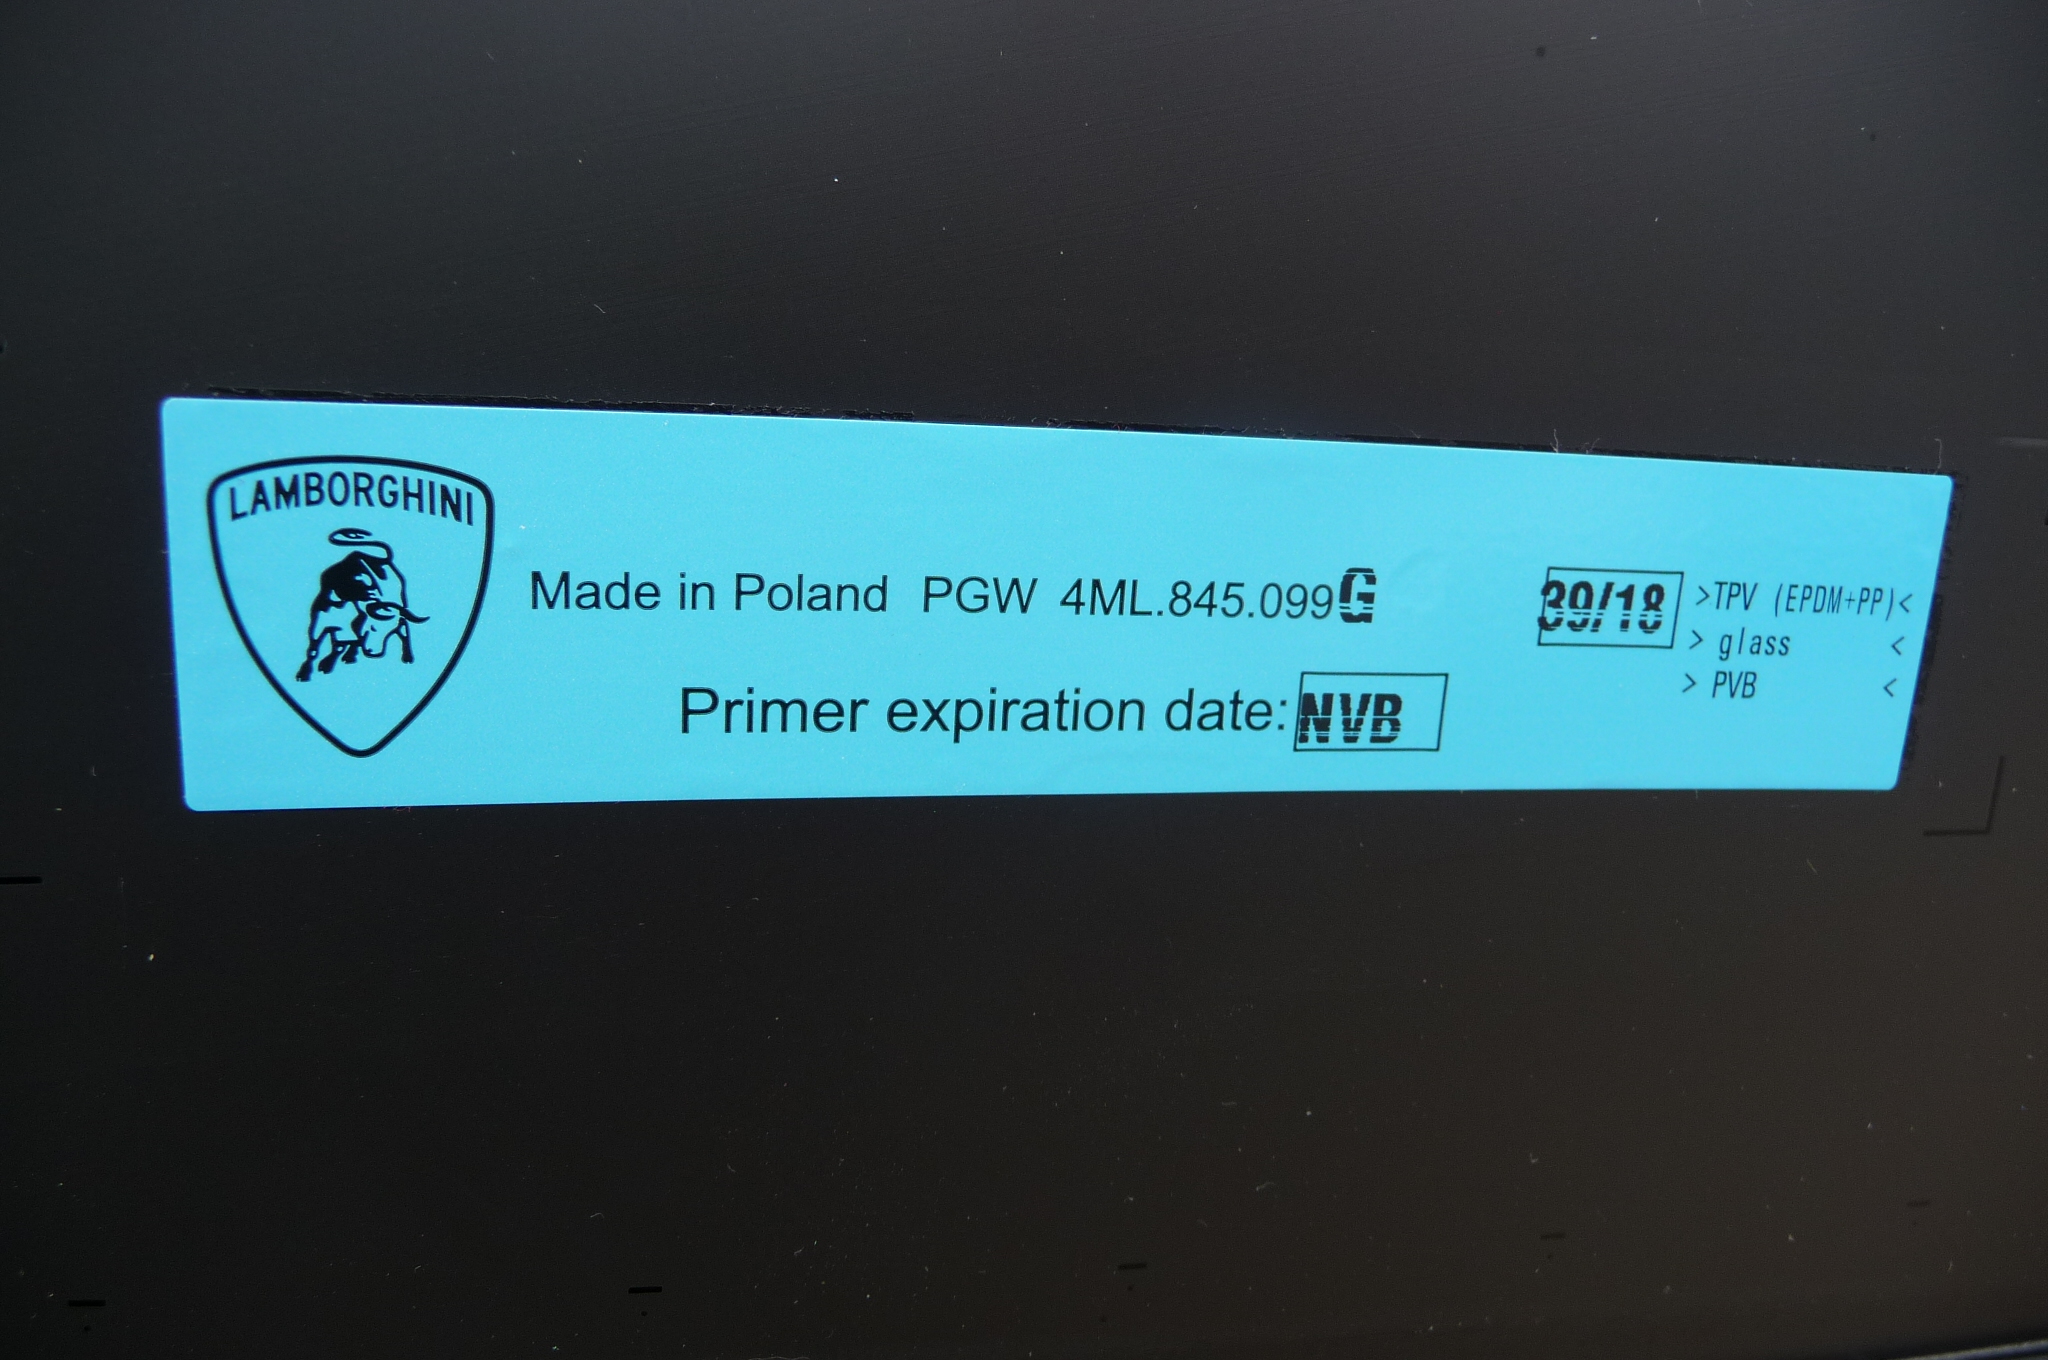 LAMBORGHINI
Made in Poland PGW 4ML.845.099G
39/18
>TPV (EPDM+PP)<
> glass <
> PVB <
Primer expiration date: NVB